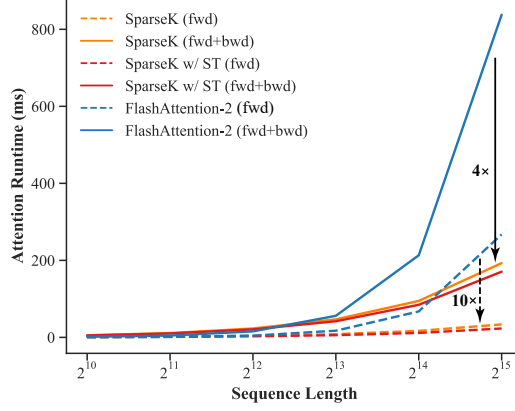 SparseK (fwd)
SparseK (fwd+bwd)
SparseK w/ ST (fwd)
SparseK w/ ST (fwd+bwd)
FlashAttention-2 (fwd)
FlashAttention-2 (fwd+bwd)
Attention Runtime (ms)
800
600
400
200
0
4×
10×
2^10 2^11 2^12 2^13 2^14 2^15
Sequence Length